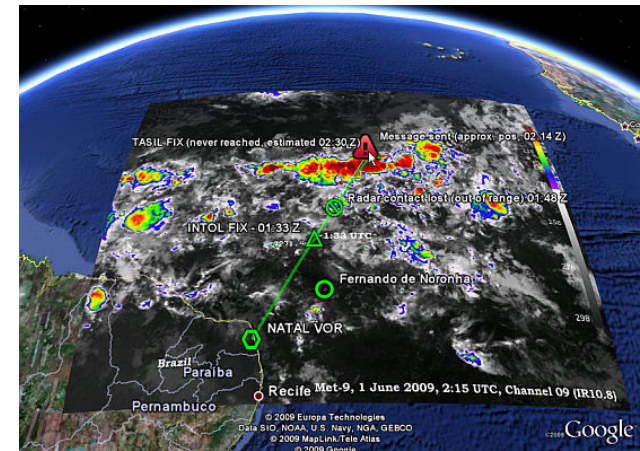 TASIL FIX (never reached, estimated 02:30 Z)
Message sent (approx. pos, 02:14 Z)
Radar contact lost (out of range) 01:48 Z
INTOL FIX - 01:33 Z
1:33 UTC
Fernando de Noronha
298
NATAL VOR
Brazil
Paraiba
Recife
Met-9, 1 June 2009, 2:15 UTC, Channel 09 (IR10.8)
Pernambuco
© 2009 Europa Technologies
Data SIO, NOAA, U.S. Navy, NGA, GEBCO
© 2009 MapLink/Tele Atlas
© 2009 Google
©2009 Google